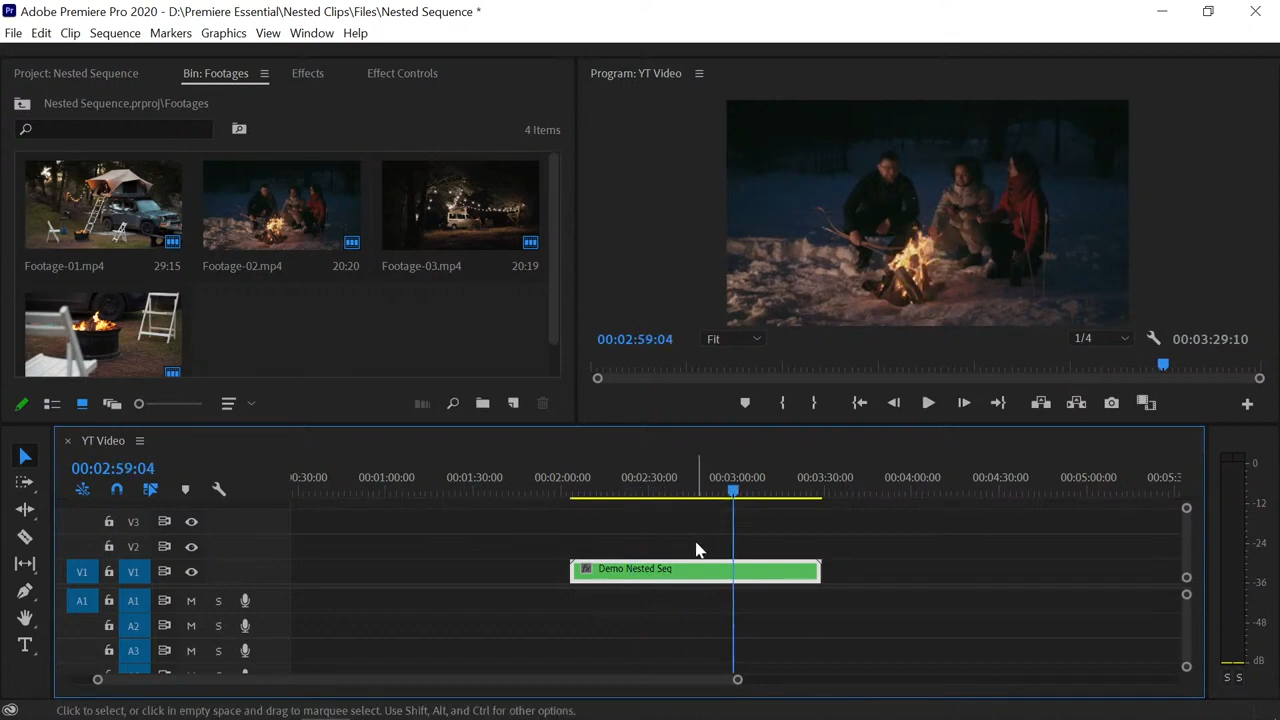 Pr Adobe Premiere Pro 2020 - D:\Premiere Essential\Nested Clips\Files\Nested Sequence *
File Edit Clip Sequence Markers Graphics View Window Help
Project: Nested Sequence Bin: Footages Effects Effect Controls
Program: YT Video
Nested Sequence.prproj\Footages
4 Items
Footage-01.mp4 29:15 Footage-02.mp4 20:20 Footage-03.mp4 20:19
00:02:59:04 Fit 1/4 00:03:29:10
YT Video
00:02:59:04
:00:30:00 00:01:00:00 00:01:30:00 00:02:00:00 00:02:30:00 00:03:00:00 00:03:30:00 00:04:00:00 00:04:30:00 00:05:00:00 00:05:3
V3
V2
V1 V1 fx Demo Nested Seq
A1 A1 M S
A2 M S
A3 M S
0
-12
-24
-36
-48
dB
S S
Click to select, or click in empty space and drag to marquee select. Use Shift, Alt, and Ctrl for other options.